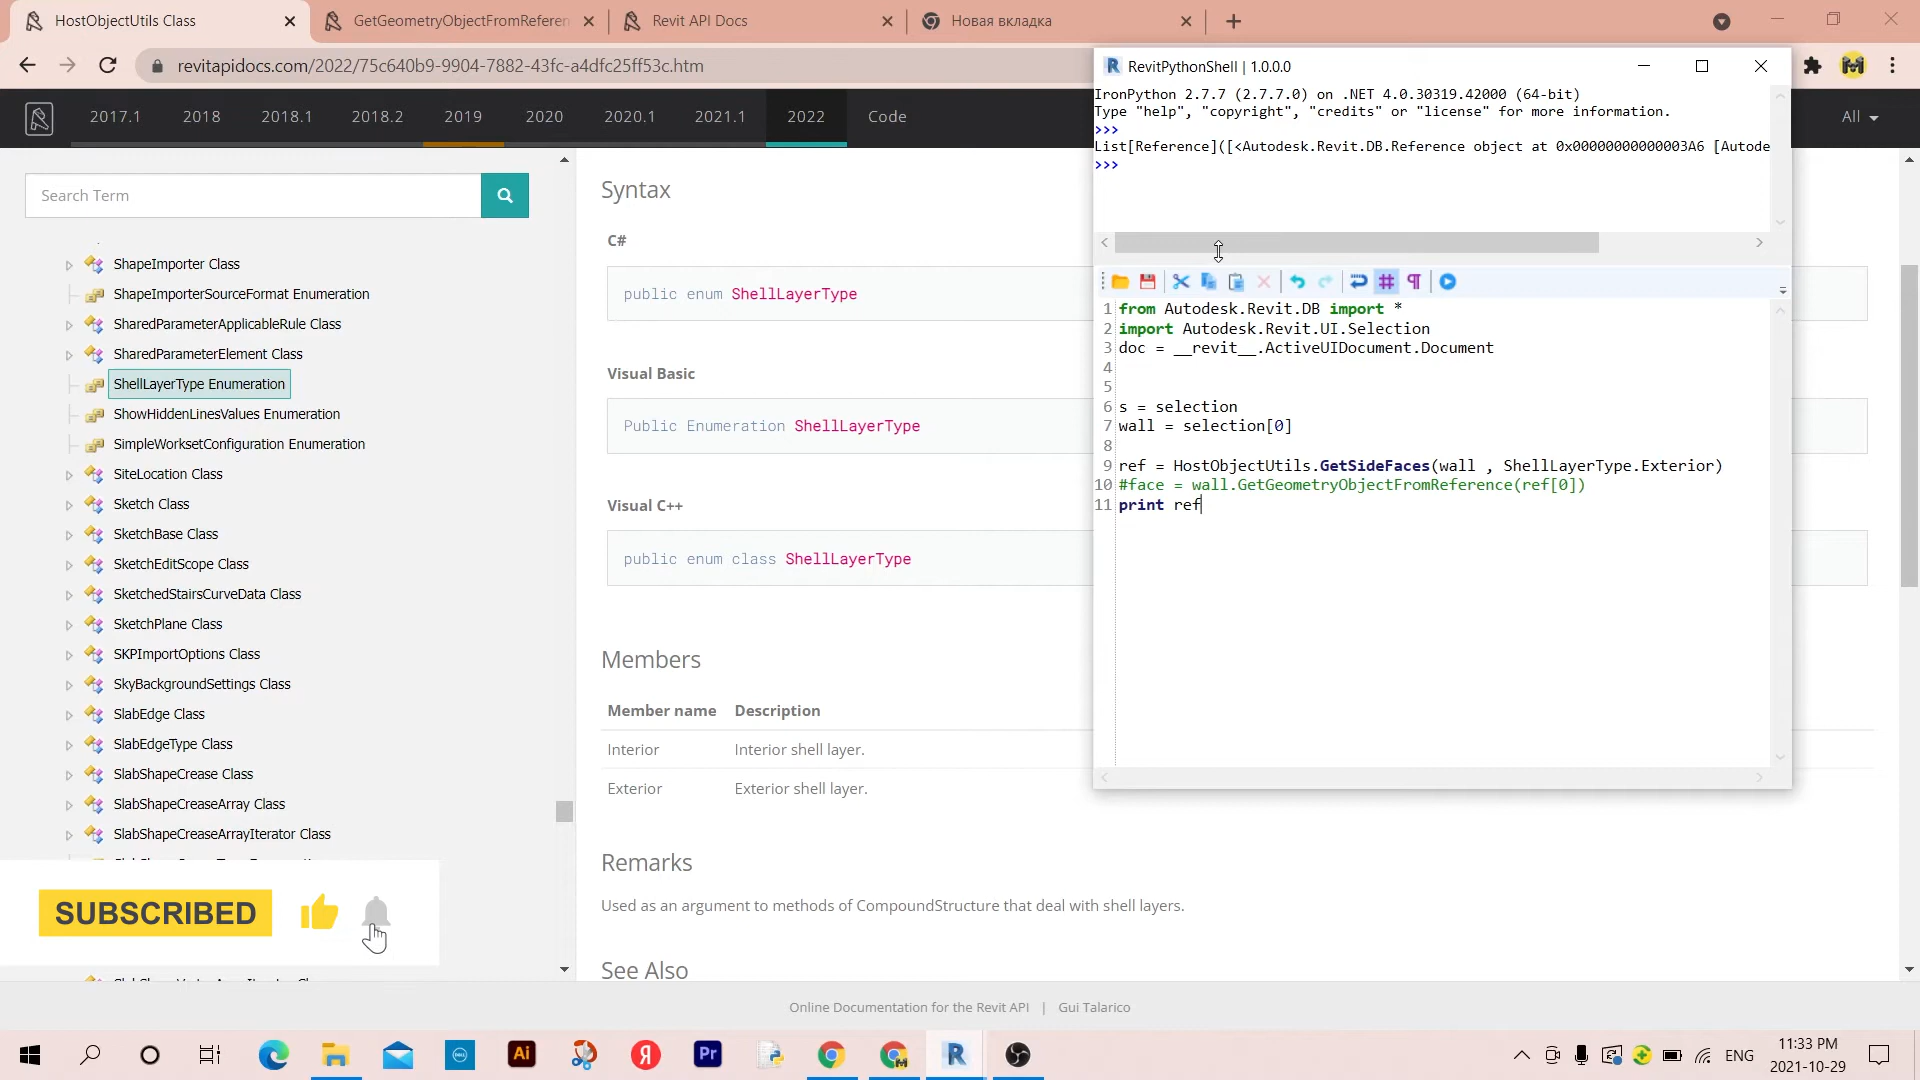 HostObjectUtils Class
GetGeometryObjectFromReferen
Revit API Docs
Новая вкладка
revitapidocs.com/2022/75c640b9-9904-7882-43fc-a4dfc25ff53c.htm
2017.1
2018
2018.1
2018.2
2019
2020
2020.1
2021.1
2022
Code
All
Search Term
ShapeImporter Class
ShapeImporterSourceFormat Enumeration
SharedParameterApplicableRule Class
SharedParameterElement Class
ShellLayerType Enumeration
ShowHiddenLinesValues Enumeration
SimpleWorksetConfiguration Enumeration
SiteLocation Class
Sketch Class
SketchBase Class
SketchEditScope Class
SketchedStairsCurveData Class
SketchPlane Class
SKPImportOptions Class
SkyBackgroundSettings Class
SlabEdge Class
SlabEdgeType Class
SlabShapeCrease Class
SlabShapeCreaseArray Class
SlabShapeCreaseArrayIterator Class
SUBSCRIBED
Syntax
C#
public enum ShellLayerType
Visual Basic
Public Enumeration ShellLayerType
Visual C++
public enum class ShellLayerType
Members
Member name Description
Interior Interior shell layer.
Exterior Exterior shell layer.
Remarks
Used as an argument to methods of CompoundStructure that deal with shell layers.
See Also
RevitPythonShell | 1.0.0.0
IronPython 2.7.7 (2.7.7.0) on .NET 4.0.30319.42000 (64-bit)
Type "help", "copyright", "credits" or "license" for more information.
>>>
List[Reference]([<Autodesk.Revit.DB.Reference object at 0x00000000000003A6 [Autode
>>>
1 from Autodesk.Revit.DB import *
2 import Autodesk.Revit.UI.Selection
3 doc = __revit__.ActiveUIDocument.Document
4
5
6 s = selection
7 wall = selection[0]
8
9 ref = HostObjectUtils.GetSideFaces(wall , ShellLayerType.Exterior)
10 #face = wall.GetGeometryObjectFromReference(ref[0])
11 print ref
Online Documentation for the Revit API | Gui Talarico
Ai
Я
Pr
R
ENG
11:33 PM
2021-10-29